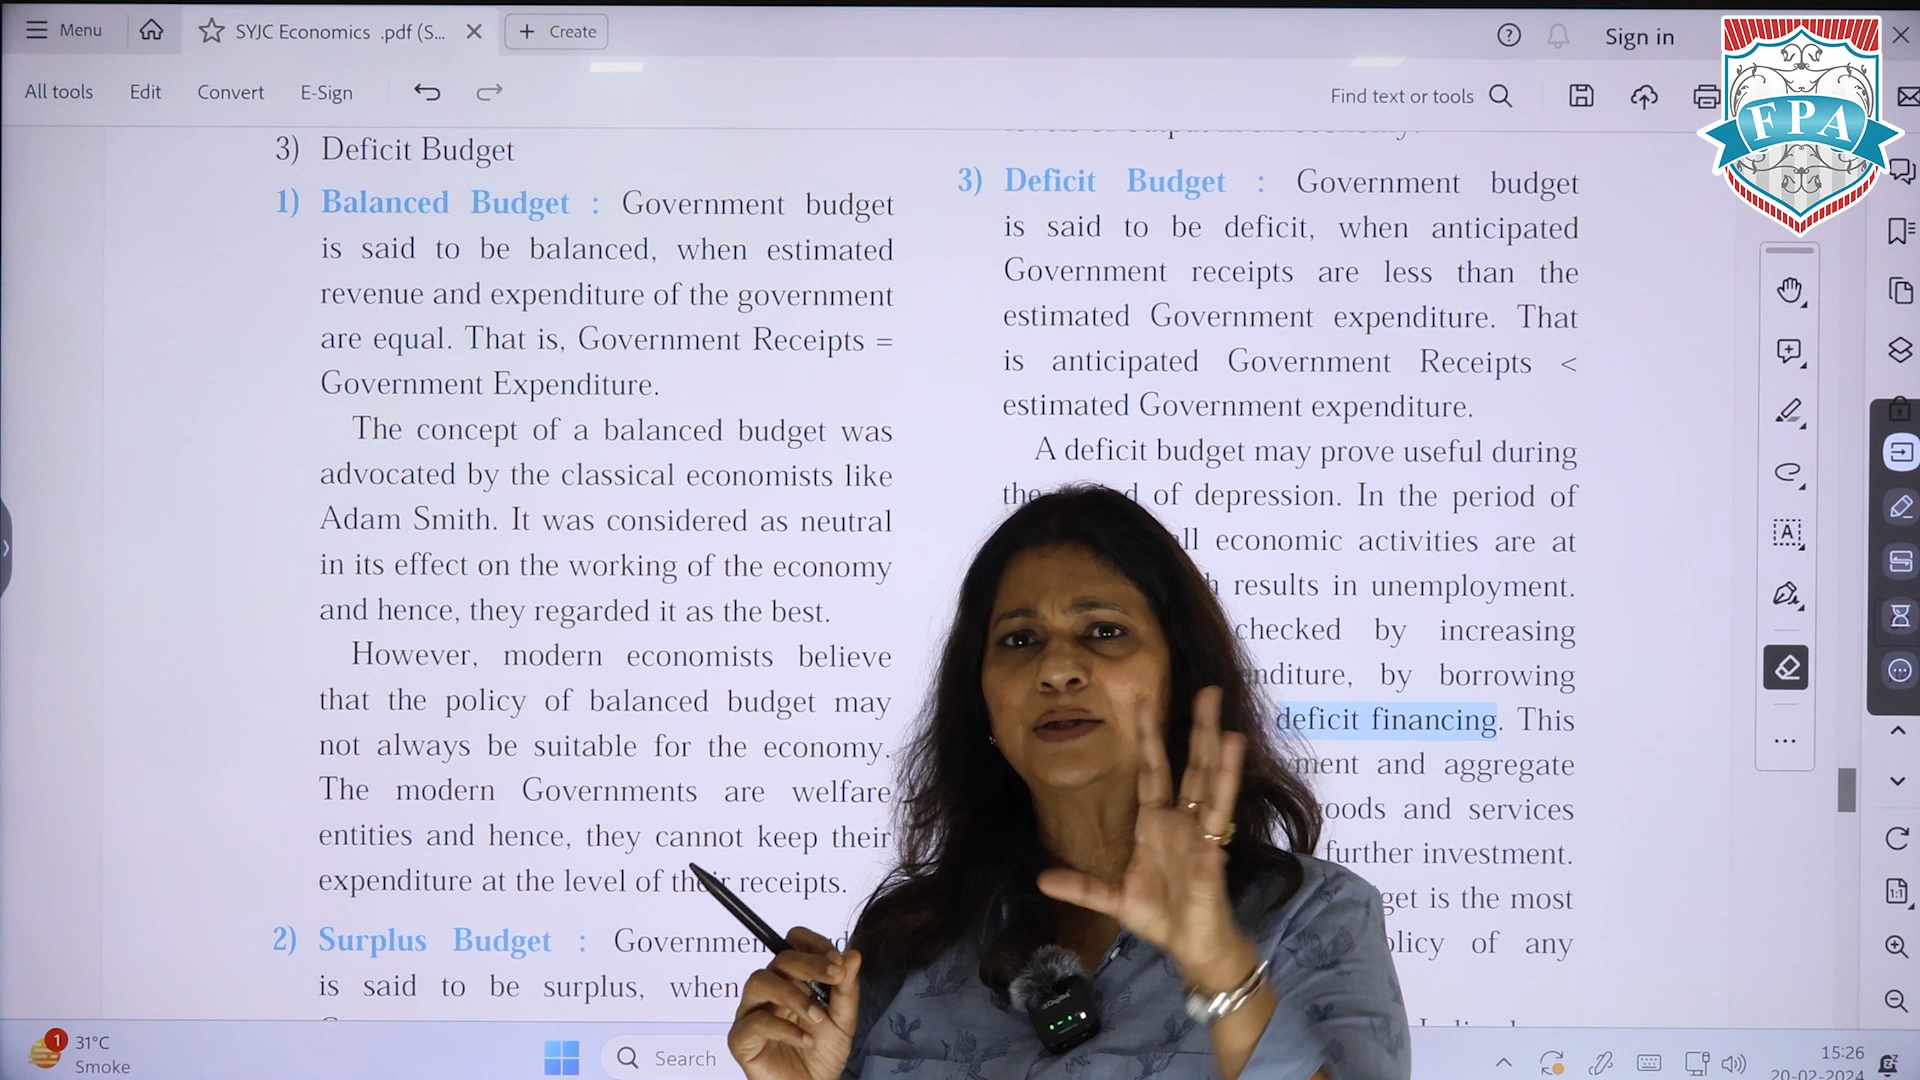 Menu
SYJC Economics .pdf (S...
Create
Sign in
All tools
Edit
Convert
E-Sign
Find text or tools
FPA
3) Deficit Budget
1) Balanced Budget : Government budget
is said to be balanced, when estimated
revenue and expenditure of the government
are equal. That is, Government Receipts =
Government Expenditure.
The concept of a balanced budget was
advocated by the classical economists like
Adam Smith. It was considered as neutral
in its effect on the working of the economy
and hence, they regarded it as the best.
However, modern economists believe
that the policy of balanced budget may
not always be suitable for the economy.
The modern Governments are welfare
entities and hence, they cannot keep their
expenditure at the level of their receipts.
2) Surplus Budget : Governmen
is said to be surplus, when
3) Deficit Budget : Government budget
is said to be deficit, when anticipated
Government receipts are less than the
estimated Government expenditure. That
is anticipated Government Receipts <
estimated Government expenditure.
A deficit budget may prove useful during
the of depression. In the period of
economic activities are at
results in unemployment.
checked by increasing
by borrowing
deficit financing. This
and aggregate
goods and services
further investment.
is the most
of any
1
31°C
Smoke
Search
15:26
20-02-2024